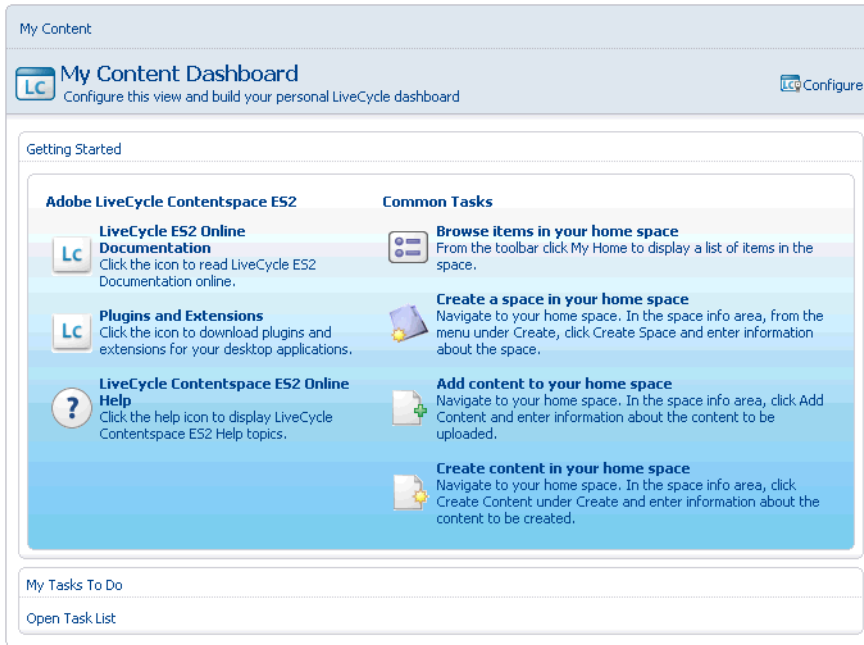 My Content
LC
My Content Dashboard
Configure this view and build your personal LiveCycle dashboard
LC
Configure
Getting Started
Adobe LiveCycle Contentspace ES2
LC
LiveCycle ES2 Online
Documentation
Click the icon to read LiveCycle ES2
Documentation online.
LC
Plugins and Extensions
Click the icon to download plugins and
extensions for your desktop applications.
?
LiveCycle Contentspace ES2 Online
Help
Click the help icon to display LiveCycle
Contentspace ES2 Help topics.
Common Tasks
Browse items in your home space
From the toolbar click My Home to display a list of items in the
space.
Create a space in your home space
Navigate to your home space. In the space info area, from the
menu under Create, click Create Space and enter information
about the space.
Add content to your home space
Navigate to your home space. In the space info area, click Add
Content and enter information about the content to be
uploaded.
Create content in your home space
Navigate to your home space. In the space info area, click
Create Content under Create and enter information about the
content to be created.
My Tasks To Do
Open Task List